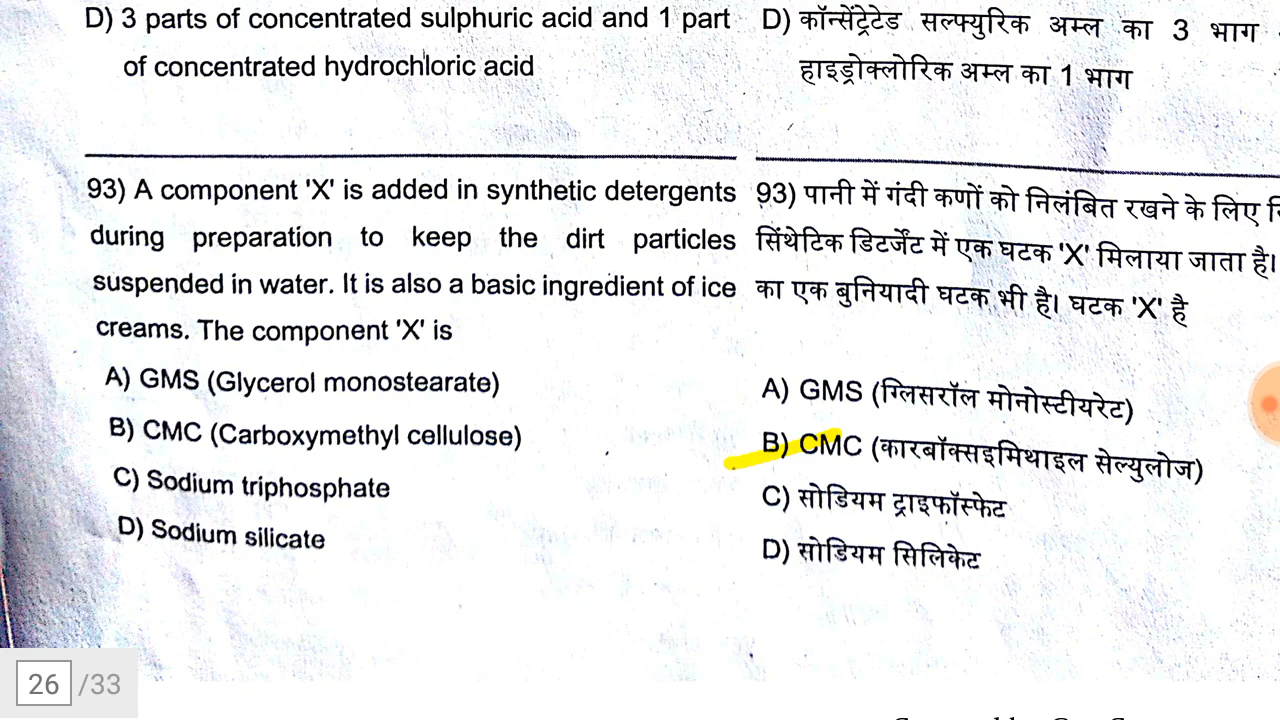 D) 3 parts of concentrated sulphuric acid and 1 part
of concentrated hydrochloric acid
D) कॉन्सेंट्रेटेड सल्फ्युरिक अम्ल का 3 भाग
हाइड्रोक्लोरिक अम्ल का 1 भाग
93) A component 'X' is added in synthetic detergents
during preparation to keep the dirt particles
suspended in water. It is also a basic ingredient of ice
creams. The component 'X' is
A) GMS (Glycerol monostearate)
B) CMC (Carboxymethyl cellulose)
C) Sodium triphosphate
D) Sodium silicate
93) पानी में गंदी कणों को निलंबित रखने के लिए
सिंथेटिक डिटर्जेंट में एक घटक 'X' मिलाया जाता है।
का एक बुनियादी घटक भी है। घटक 'X' है
A) GMS (ग्लिसरॉल मोनोस्टीयरेट)
B) CMC (कारबॉक्सइमिथाइल सेल्युलोज)
C) सोडियम ट्राइफॉस्फेट
D) सोडियम सिलिकेट
26 /33